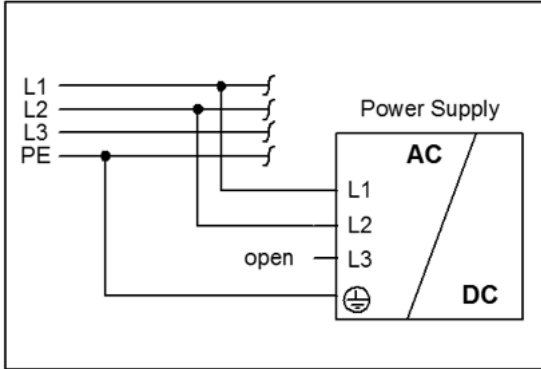 L1
L2
L3
PE
Power Supply
AC
L1
L2
open L3
DC